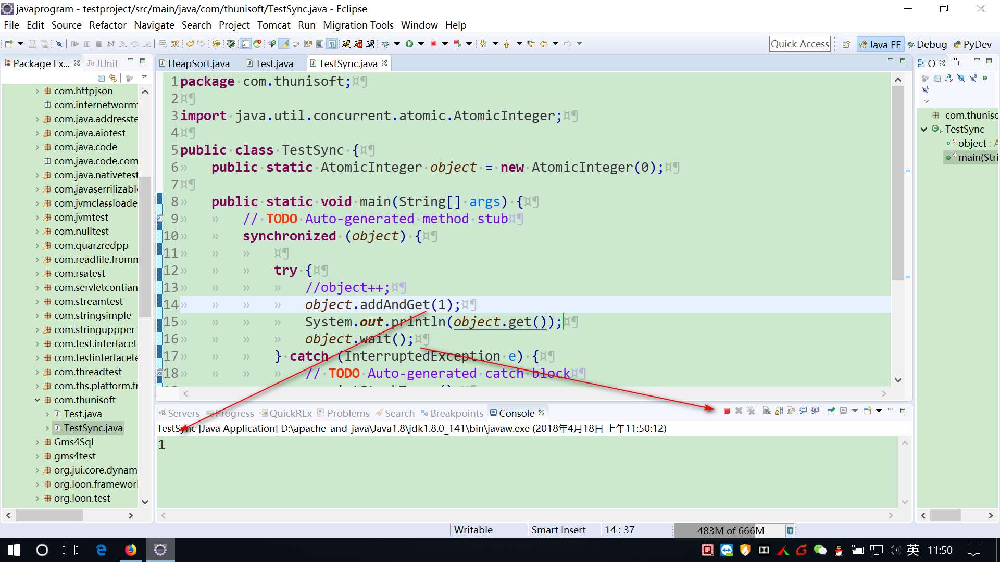 javaprogram - testproject/src/main/java/com/thunisoft/TestSync.java - Eclipse
File Edit Source Refactor Navigate Search Project Tomcat Run Migration Tools Window Help
Quick Access
Java EE
Debug
PyDev
Package Ex...
JUnit
com.httpjson
com.internetwormt
com.java.addresste
com.java.aiotest
com.java.code
com.java.code.com
com.java.nativetest
com.javaserrilizable
com.jvmclassloade
com.jvmtest
com.nulltest
com.quarzredpp
com.readfile.fromm
com.rsatest
com.servletcontian
com.streamtest
com.stringsimple
com.stringuppper
com.test.interfacete
com.testinterfacete
com.threadtest
com.ths.platform.fr
com.thunisoft
Test.java
TestSync.java
Gms4Sql
gms4test
org.jui.core.dynam
org.loon.framework
org.loon.test
HeapSort.java
Test.java
TestSync.java
1 package·com.thunisoft;¤¶
2 ¤¶
3 import·java.util.concurrent.atomic.AtomicInteger;¤¶
4 ¤¶
5 public·class·TestSync·{¤¶
6 » public·static·AtomicInteger·object·=·new·AtomicInteger(0);¤¶
7 ¤¶
8 » public·static·void·main(String[]·args)·{¤¶
9 » » //·TODO·Auto-generated·method·stub¤¶
10 » » synchronized·(object)·{¤¶
11 » » » ¤¶
12 » » » try·{¤¶
13 » » » » //object++;¤¶
14 » » » » object.addAndGet(1);¤¶
15 » » » » System.out.println(object.get());¤¶
16 » » » » object.wait();¤¶
17 » » » }·catch·(InterruptedException·e)·{¤¶
18 » » » » //·TODO·Auto-generated·catch·block¤¶
Servers
Progress
QuickREx
Problems
Search
Breakpoints
Console
TestSync [Java Application] D:\apache-and-java\Java1.8\jdk1.8.0_141\bin\javaw.exe (2018年4月18日 上午11:50:12)
1
O
com.thunisc
TestSync
object : A
main(Stri
Writable
Smart Insert
14 : 37
483M of 666M
英
11:50